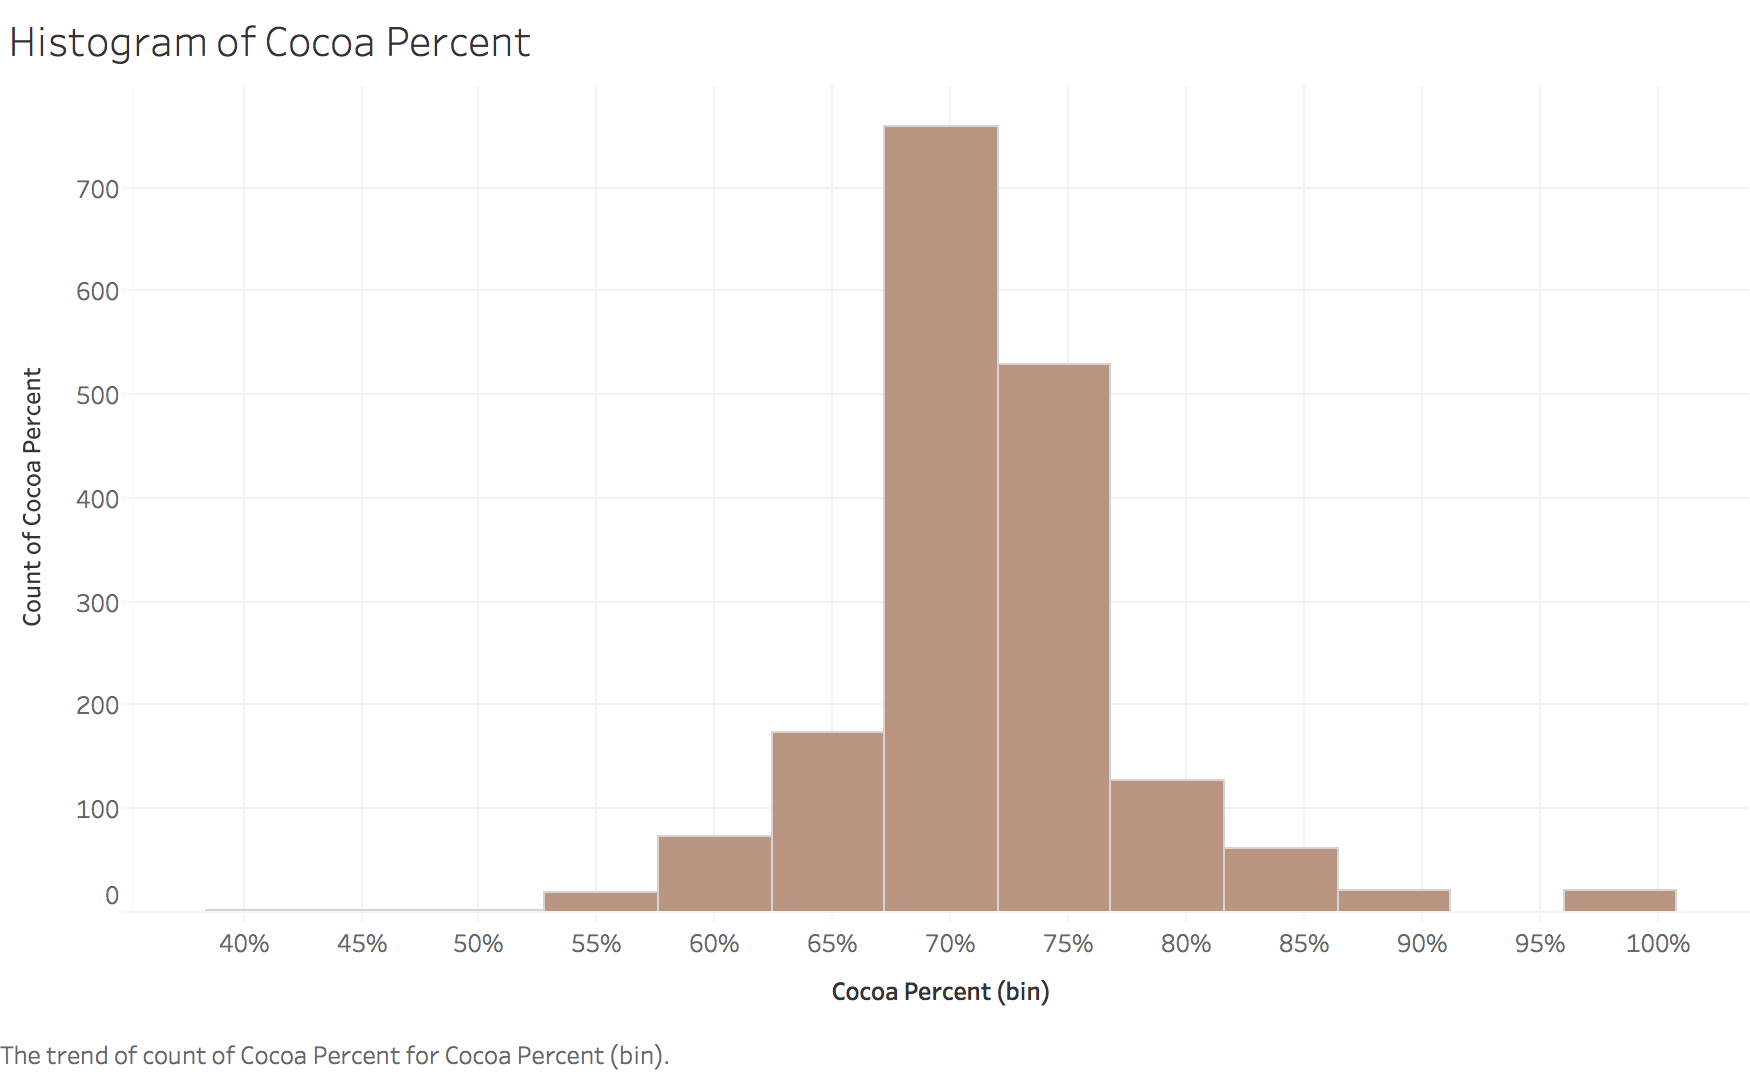 Histogram of Cocoa Percent
Count of Cocoa Percent
700
600
500
400
300
200
100
0
40% 45% 50% 55% 60% 65% 70% 75% 80% 85% 90% 95% 100%
Cocoa Percent (bin)
The trend of count of Cocoa Percent for Cocoa Percent (bin).